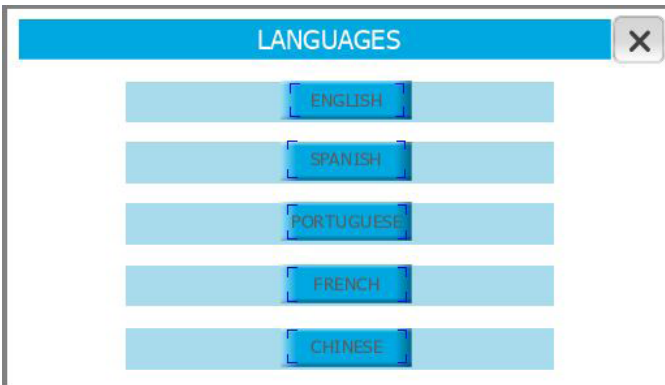 LANGUAGES
ENGLISH
SPANISH
PORTUGUESE
FRENCH
CHINESE